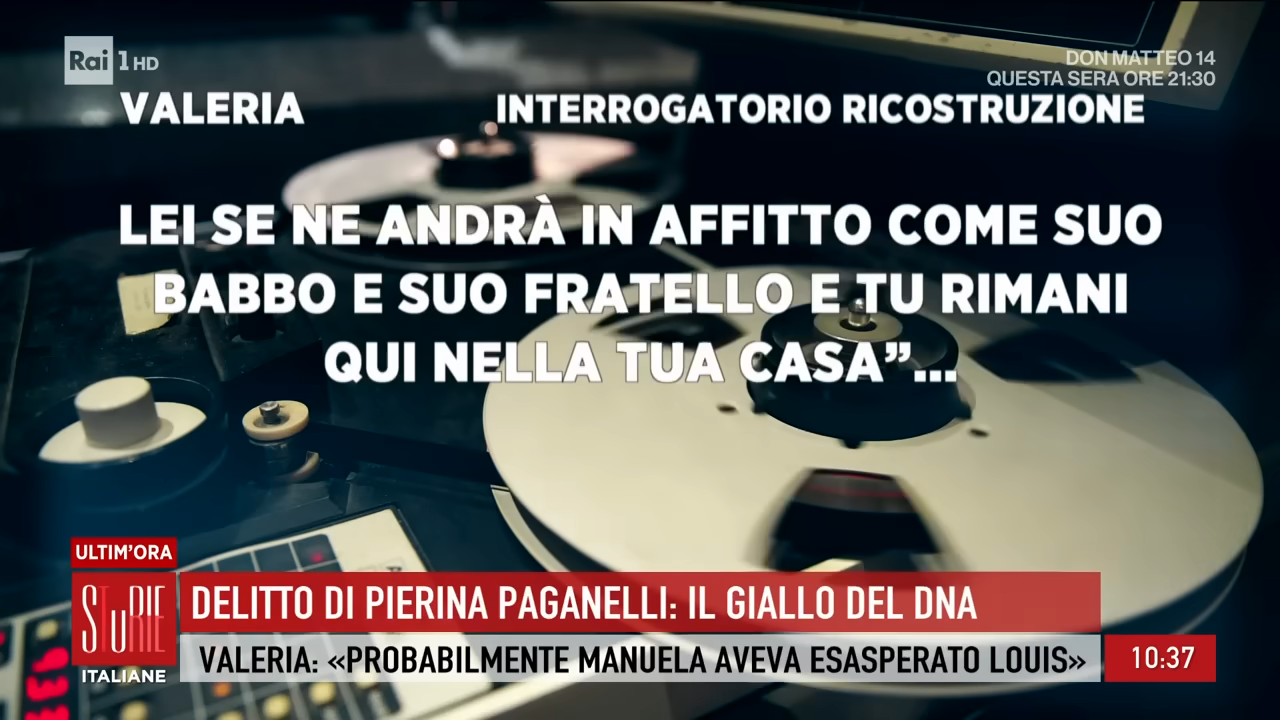 Rai 1 HD
DON MATTEO 14
QUESTA SERA ORE 21:30
VALERIA
INTERROGATORIO RICOSTRUZIONE
LEI SE NE ANDRÀ IN AFFITTO COME SUO
BABBO E SUO FRATELLO E TU RIMANI
QUI NELLA TUA CASA”...
ULTIM’ORA
STORIE
ITALIANE
DELITTO DI PIERINA PAGANELLI: IL GIALLO DEL DNA
VALERIA: «PROBABILMENTE MANUELA AVEVA ESASPERATO LOUIS»
10:37